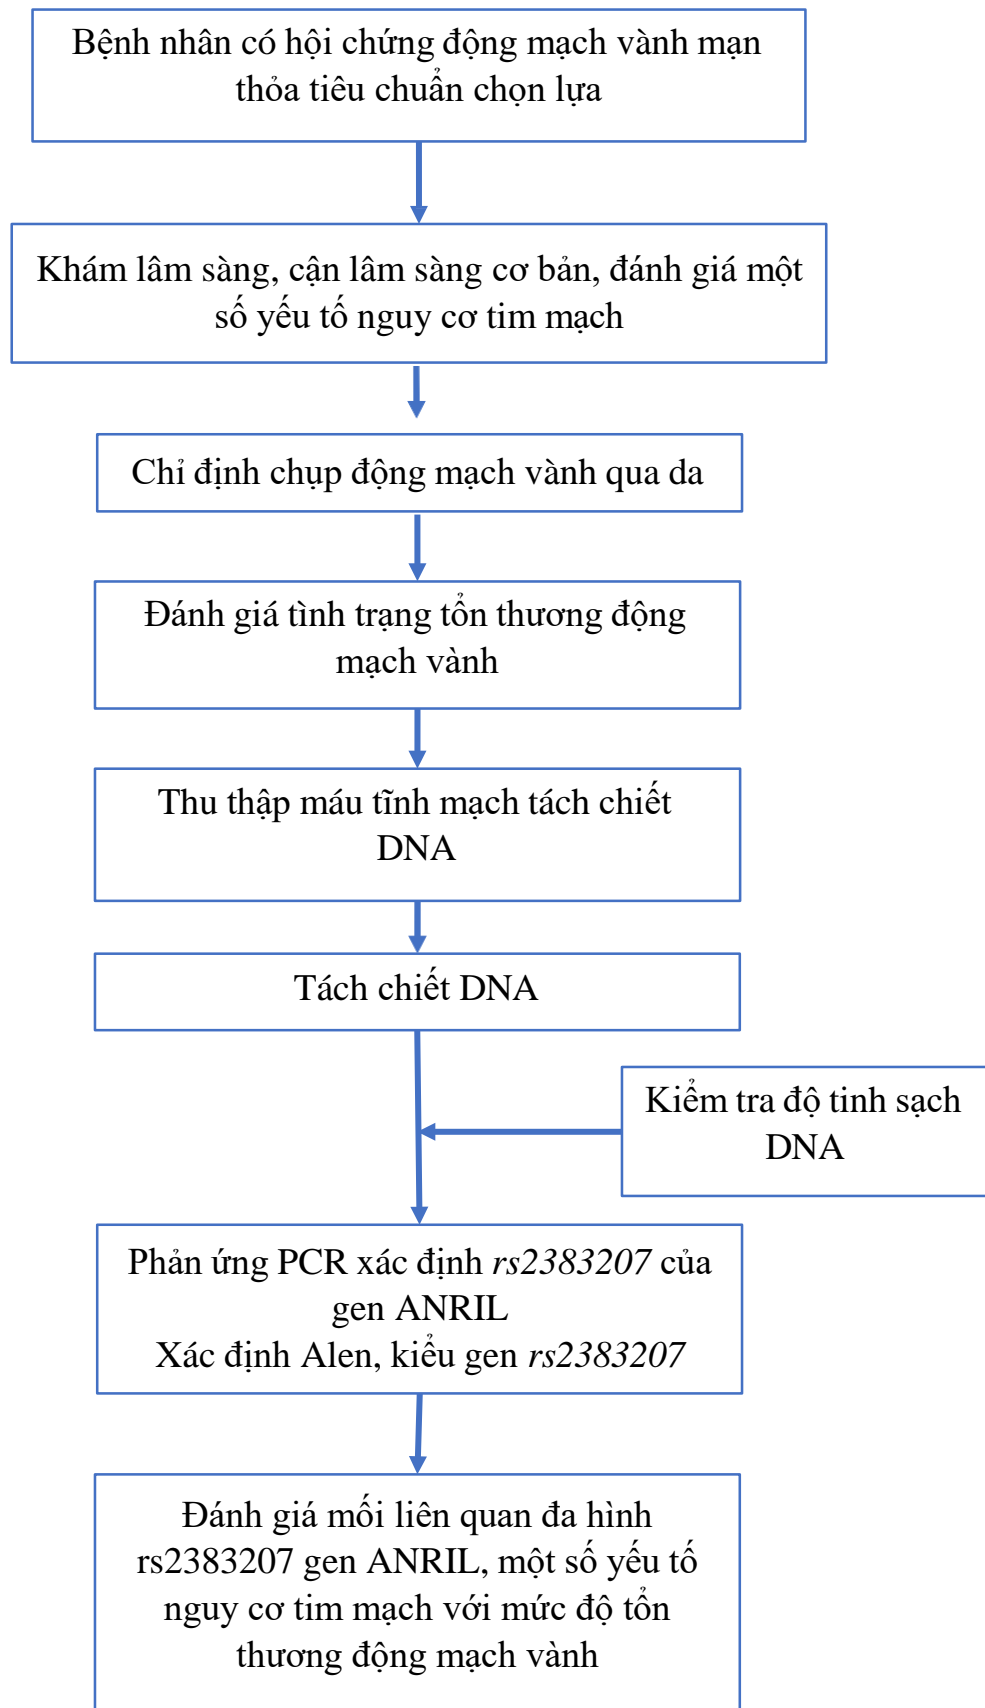 Bệnh nhân có hội chứng động mạch vành mạn
thỏa tiêu chuẩn chọn lựa
Khám lâm sàng, cận lâm sàng cơ bản, đánh giá một
số yếu tố nguy cơ tim mạch
Chỉ định chụp động mạch vành qua da
Đánh giá tình trạng tổn thương động
mạch vành
Thu thập máu tĩnh mạch tách chiết
DNA
Tách chiết DNA
Kiểm tra độ tinh sạch
DNA
Phản ứng PCR xác định rs2383207 của
gen ANRIL
Xác định Alen, kiểu gen rs2383207
Đánh giá mối liên quan đa hình
rs2383207 gen ANRIL, một số yếu tố
nguy cơ tim mạch với mức độ tổn
thương động mạch vành